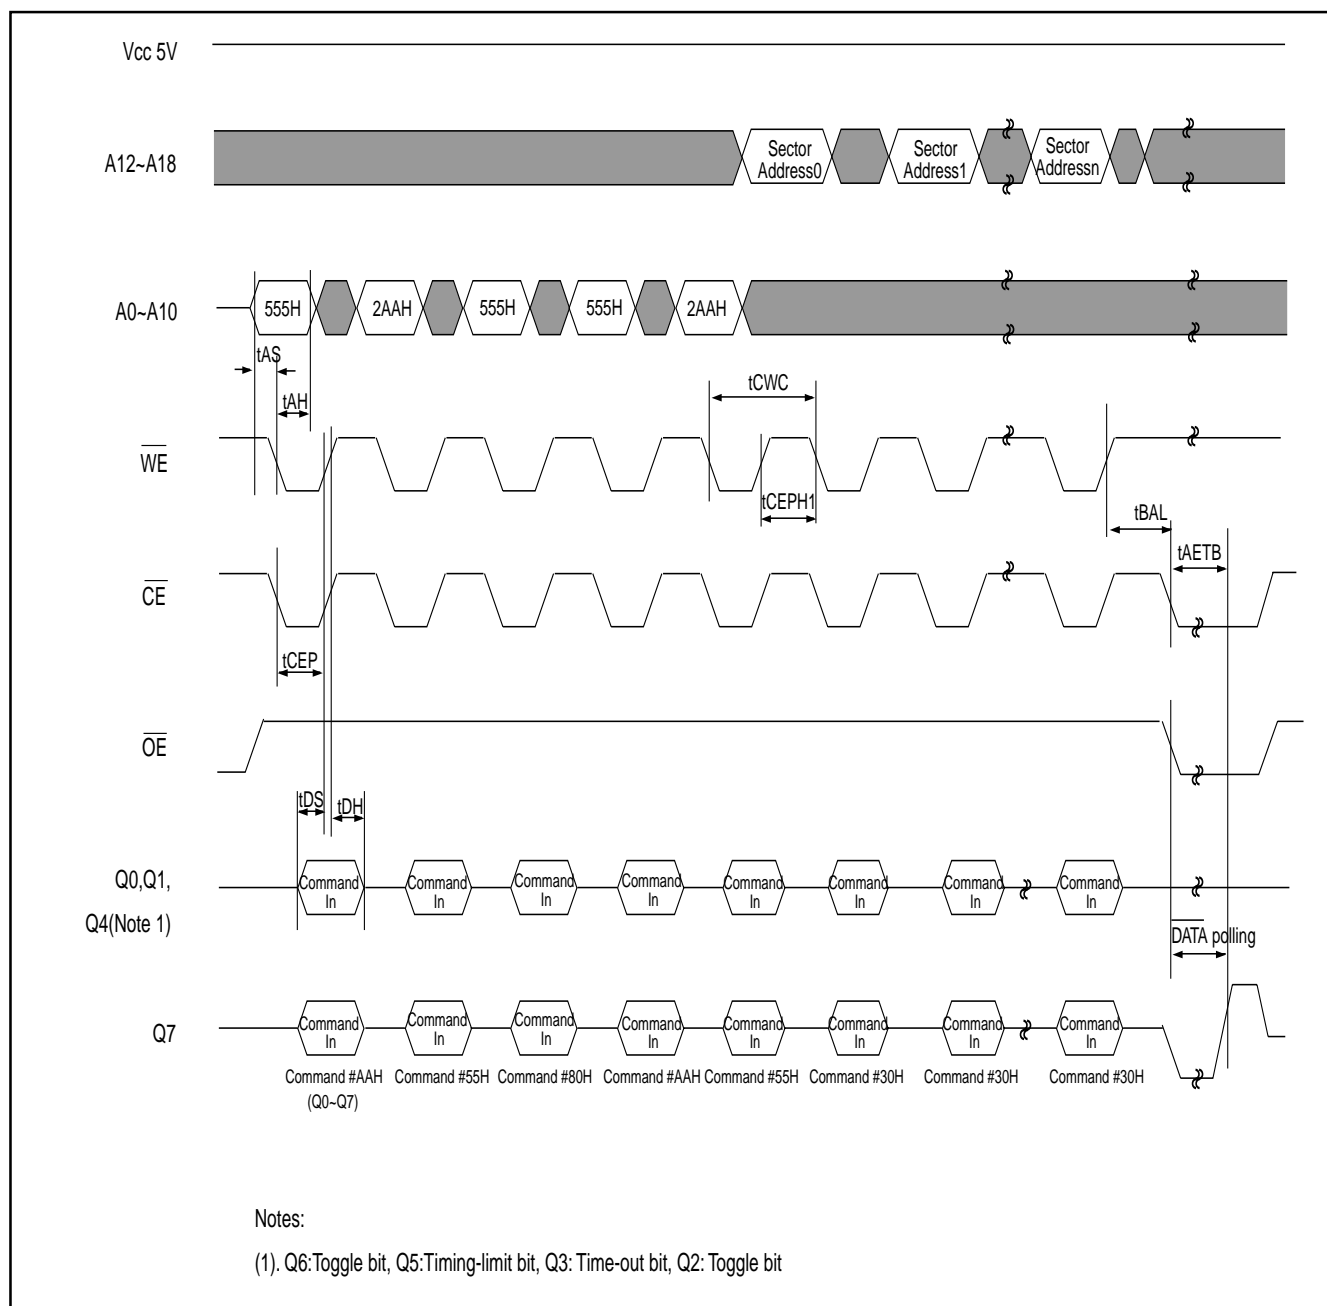 Vcc 5V
A12~A18
Sector
Address0
Sector
Address1
Sector
Addressn
A0~A10
555H
2AAH
555H
555H
2AAH
tAS
tAH
tCWC
WE
tCEPH1
tBAL
tAETB
CE
tCEP
OE
tDS
tDH
Q0,Q1,
Q4(Note 1)
Command
In
Command
In
Command
In
Command
In
Command
In
Command
In
Command
In
Command
In
DATA polling
Q7
Command
In
Command
In
Command
In
Command
In
Command
In
Command
In
Command
In
Command
In
Command #AAH
(Q0~Q7)
Command #55H
Command #80H
Command #AAH
Command #55H
Command #30H
Command #30H
Command #30H
Notes:
(1). Q6:Toggle bit, Q5:Timing-limit bit, Q3: Time-out bit, Q2: Toggle bit